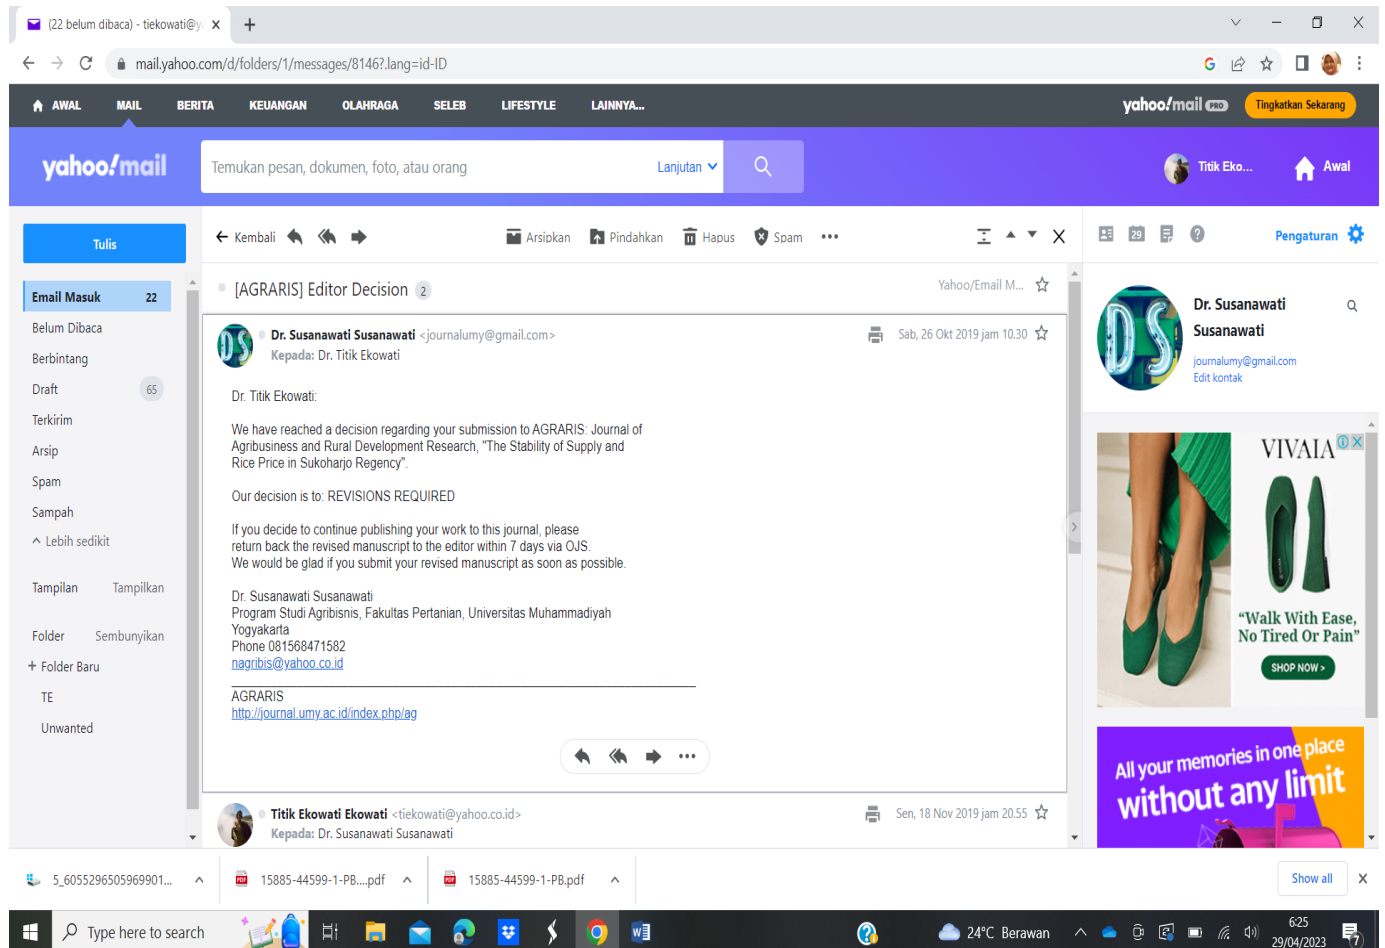 (22 belum dibaca) - tiekowati@y
mail.yahoo.com/d/folders/1/messages/8146?.lang=id-ID
AWAL MAIL BERITA KEUANGAN OLAHRAGA SELEB LIFESTYLE LAINNYA...
yahoo!mail PRO Tingkatkan Sekarang
yahoo!mail
Temukan pesan, dokumen, foto, atau orang Lanjutan
Titik Eko... Awal
Tulis
Kembali Arsipkan Pindahkan Hapus Spam
29 Pengaturan
Email Masuk 22
Belum Dibaca
Berbintang
Draft 65
Terkirim
Arsip
Spam
Sampah
Lebih sedikit
Tampilan Tampilkan
Folder Sembunyikan
+ Folder Baru
TE
Unwanted
[AGRARIS] Editor Decision 2
Yahoo/Email M...
Dr. Susanawati Susanawati <journalumy@gmail.com>
Sab, 26 Okt 2019 jam 10.30
Kepada: Dr. Titik Ekowati
Dr. Titik Ekowati:
We have reached a decision regarding your submission to AGRARIS: Journal of
Agribusiness and Rural Development Research, "The Stability of Supply and
Rice Price in Sukoharjo Regency".
Our decision is to: REVISIONS REQUIRED
If you decide to continue publishing your work to this journal, please
return back the revised manuscript to the editor within 7 days via OJS.
We would be glad if you submit your revised manuscript as soon as possible.
Dr. Susanawati Susanawati
Program Studi Agribisnis, Fakultas Pertanian, Universitas Muhammadiyah
Yogyakarta
Phone 081568471582
nagribis@yahoo.co.id
AGRARIS
http://journal.umy.ac.id/index.php/ag
Titik Ekowati Ekowati <tiekowati@yahoo.co.id>
Sen, 18 Nov 2019 jam 20.55
Kepada: Dr. Susanawati Susanawati
DS
Dr. Susanawati
Susanawati
journalumy@gmail.com
Edit kontak
VIVAIA
"Walk With Ease,
No Tired Or Pain"
SHOP NOW >
All your memories in one place
without any limit
5_6055296505969901...
15885-44599-1-PB....pdf
15885-44599-1-PB.pdf
Show all
Type here to search
24°C Berawan
6:25
29/04/2023
7